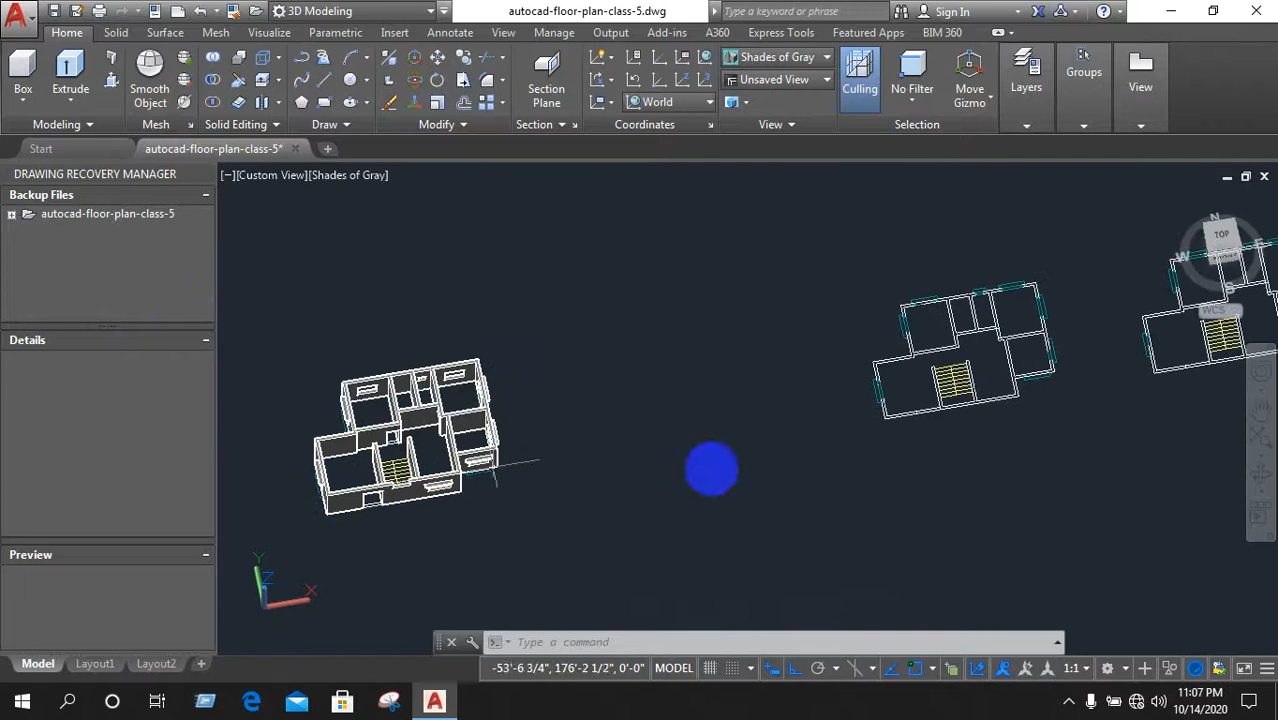 3D Modeling
autocad-floor-plan-class-5.dwg
Type a keyword or phrase
Sign In
Home
Solid
Surface
Mesh
Visualize
Parametric
Insert
Annotate
View
Manage
Output
Add-ins
A360
Express Tools
Featured Apps
BIM 360
Box
Extrude
Smooth
Object
Section
Plane
Shades of Gray
Unsaved View
World
Culling
No Filter
Move
Gizmo
Layers
Groups
View
Modeling
Mesh
Solid Editing
Draw
Modify
Section
Coordinates
View
Selection
Start
autocad-floor-plan-class-5*
DRAWING RECOVERY MANAGER
Backup Files
autocad-floor-plan-class-5
Details
Preview
[−][Custom View][Shades of Gray]
N
W
TOP
E
S
WCS
Y
Z
X
Type a command
Model
Layout1
Layout2
-53'-6 3/4", 176'-2 1/2", 0'-0"
MODEL
1:1
11:07 PM
10/14/2020